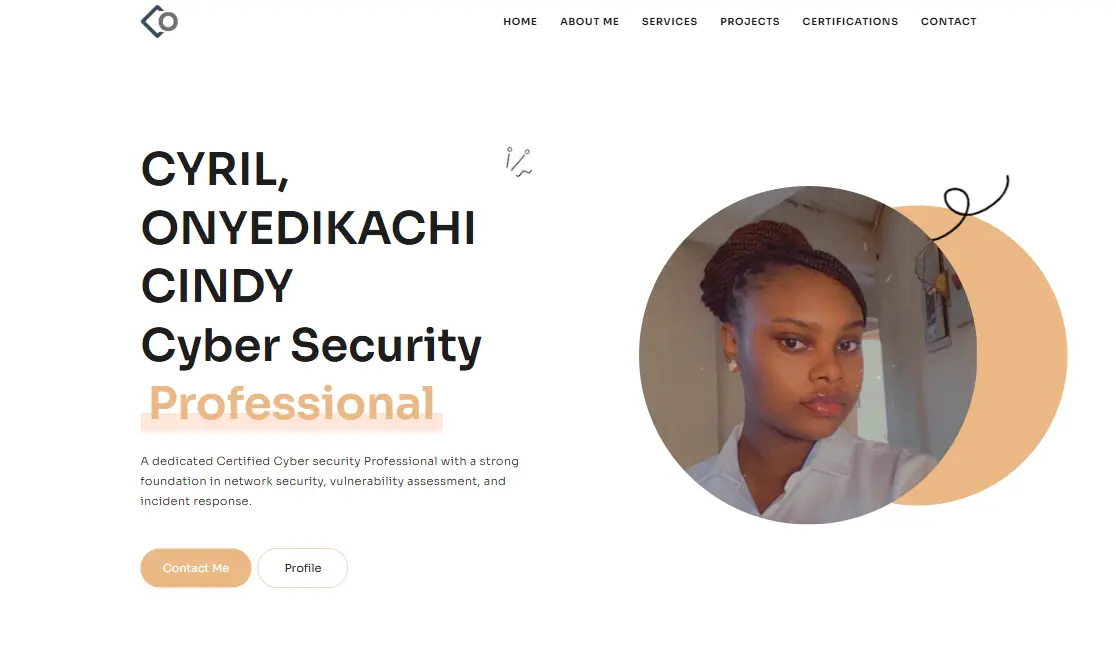 HOME ABOUT ME SERVICES PROJECTS CERTIFICATIONS CONTACT
CYRIL,
ONYEDIKACHI
CINDY
Cyber Security
Professional
A dedicated Certified Cyber security Professional with a strong
foundation in network security, vulnerability assessment, and
incident response.
Contact Me Profile